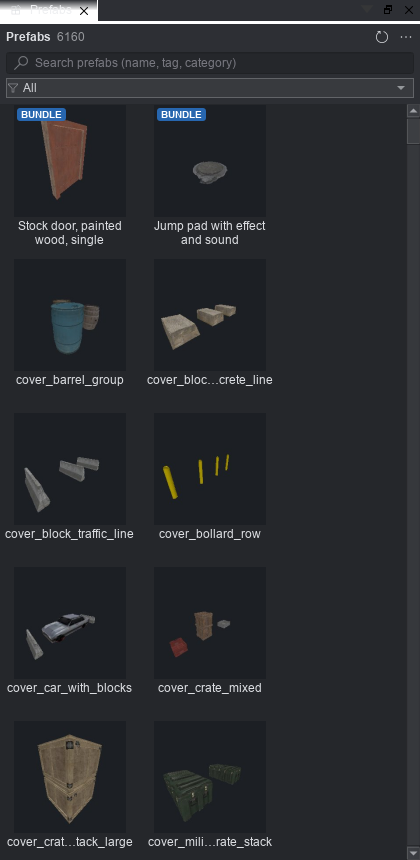 Prefabs
Prefabs 6160
Search prefabs (name, tag, category)
All
BUNDLE
BUNDLE
Stock door, painted
wood, single
Jump pad with effect
and sound
cover_barrel_group
cover_bloc…crete_line
cover_block_traffic_line
cover_bollard_row
cover_car_with_blocks
cover_crate_mixed
cover_crat…tack_large
cover_mili…rate_stack